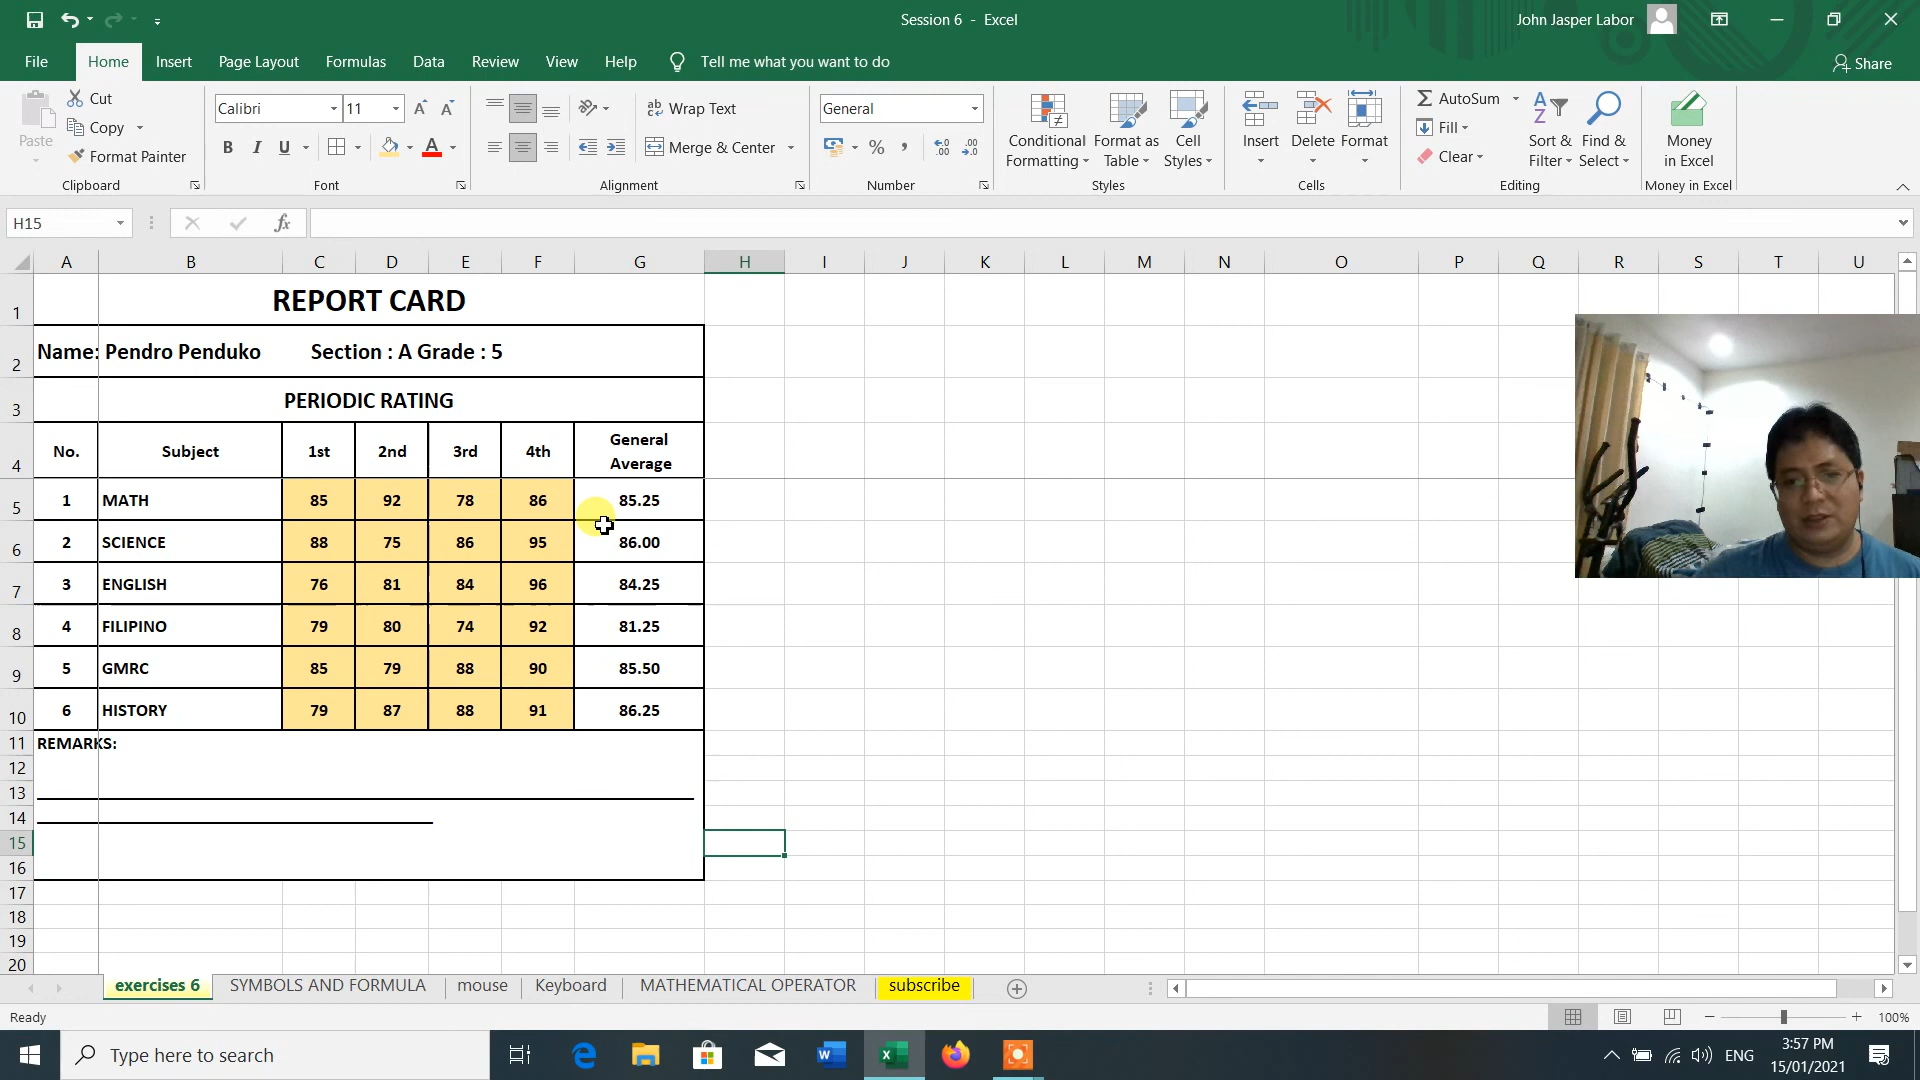 Session 6 - Excel
John Jasper Labor
File Home Insert Page Layout Formulas Data Review View Help Tell me what you want to do
Share
Paste
Cut
Copy
Format Painter
Clipboard
Calibri 11
B I U
Font
Wrap Text
Merge & Center
Alignment
General
Number
Conditional Formatting
Format as Table
Cell Styles
Styles
Insert Delete Format
Cells
AutoSum
Fill
Clear
Sort & Filter
Find & Select
Editing
Money in Excel
Money in Excel
H15
fx
A B C D E F G H I J K L M N O P Q R S T U
1 REPORT CARD
2 Name: Pendro Penduko Section : A Grade : 5
3 PERIODIC RATING
4 No. Subject 1st 2nd 3rd 4th General Average
5 1 MATH 85 92 78 86 85.25
6 2 SCIENCE 88 75 86 95 86.00
7 3 ENGLISH 76 81 84 96 84.25
8 4 FILIPINO 79 80 74 92 81.25
9 5 GMRC 85 79 88 90 85.50
10 6 HISTORY 79 87 88 91 86.25
11 REMARKS:
12
13
14
15
16
17
18
19
20
exercises 6 SYMBOLS AND FORMULA mouse Keyboard MATHEMATICAL OPERATOR subscribe
Ready
100%
Type here to search
ENG
3:57 PM
15/01/2021